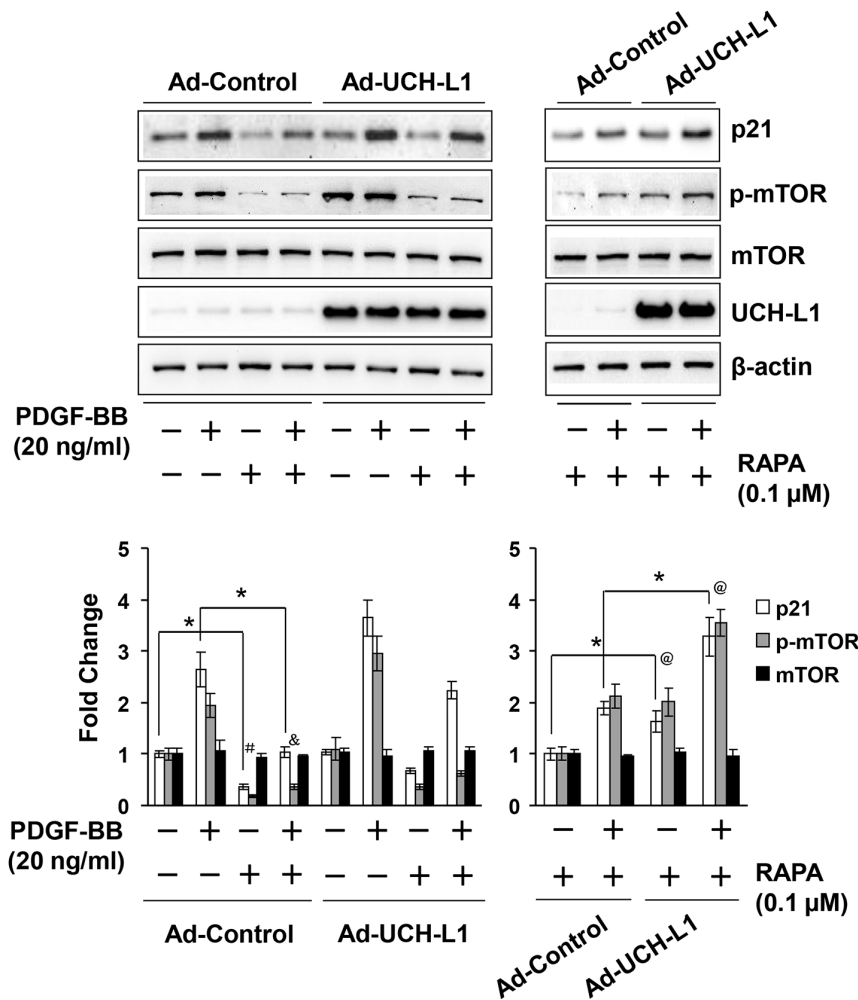 Ad-Control Ad-UCH-L1
Ad-Control
Ad-UCH-L1
p21
p-mTOR
mTOR
UCH-L1
β-actin
PDGF-BB
(20 ng/ml)
− + − + − + − +
− − + + − − + +
− + − +
+ + + +
RAPA
(0.1 µM)
Fold Change
5
4
3
2
1
0
* * # &
5
4
3
2
1
0
* * @ @
p21
p-mTOR
mTOR
PDGF-BB
(20 ng/ml)
− + − + − + − +
− − + + − − + +
Ad-Control Ad-UCH-L1
− + − +
+ + + +
RAPA
(0.1 µM)
Ad-Control
Ad-UCH-L1